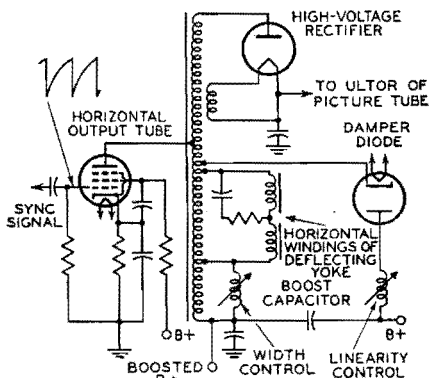 HIGH-VOLTAGE
RECTIFIER
TO ULTOR OF
PICTURE TUBE
HORIZONTAL
OUTPUT TUBE
DAMPER
DIODE
SYNC
SIGNAL
HORIZONTAL
WINDINGS OF
DEFLECTING
YOKE
BOOST
CAPACITOR
B+
B+
WIDTH
CONTROL
LINEARITY
CONTROL
BOOSTED
B+